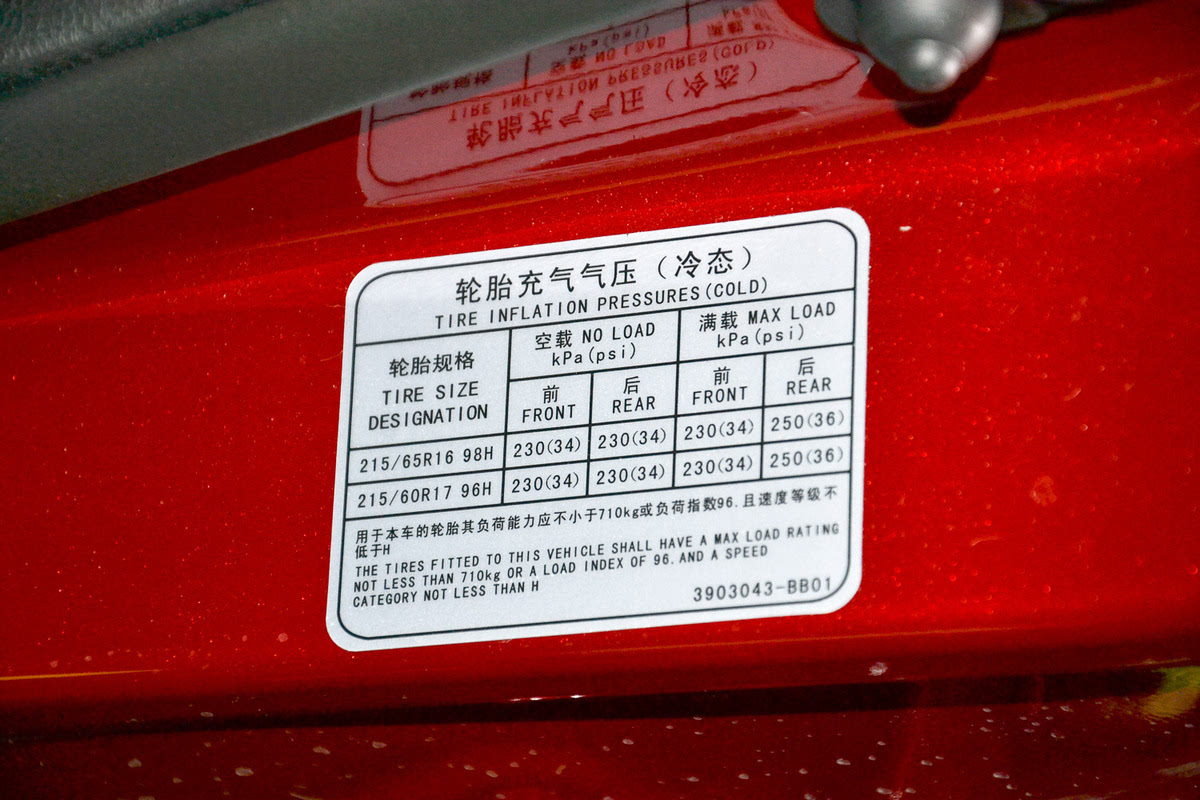 轮胎充气气压（冷态）
TIRE INFLATION PRESSURES(COLD)
轮胎规格
TIRE SIZE
DESIGNATION
空载 NO LOAD
kPa(psi)
满载 MAX LOAD
kPa(psi)
前
FRONT
后
REAR
前
FRONT
后
REAR
215/65R16 98H 230(34) 230(34) 230(34) 250(36)
215/60R17 96H 230(34) 230(34) 230(34) 250(36)
用于本车的轮胎其负荷能力应不小于710kg或负荷指数96.且速度等级不
低于H
THE TIRES FITTED TO THIS VEHICLE SHALL HAVE A MAX LOAD RATING
NOT LESS THAN 710kg OR A LOAD INDEX OF 96.AND A SPEED
CATEGORY NOT LESS THAN H
3903043-BB01